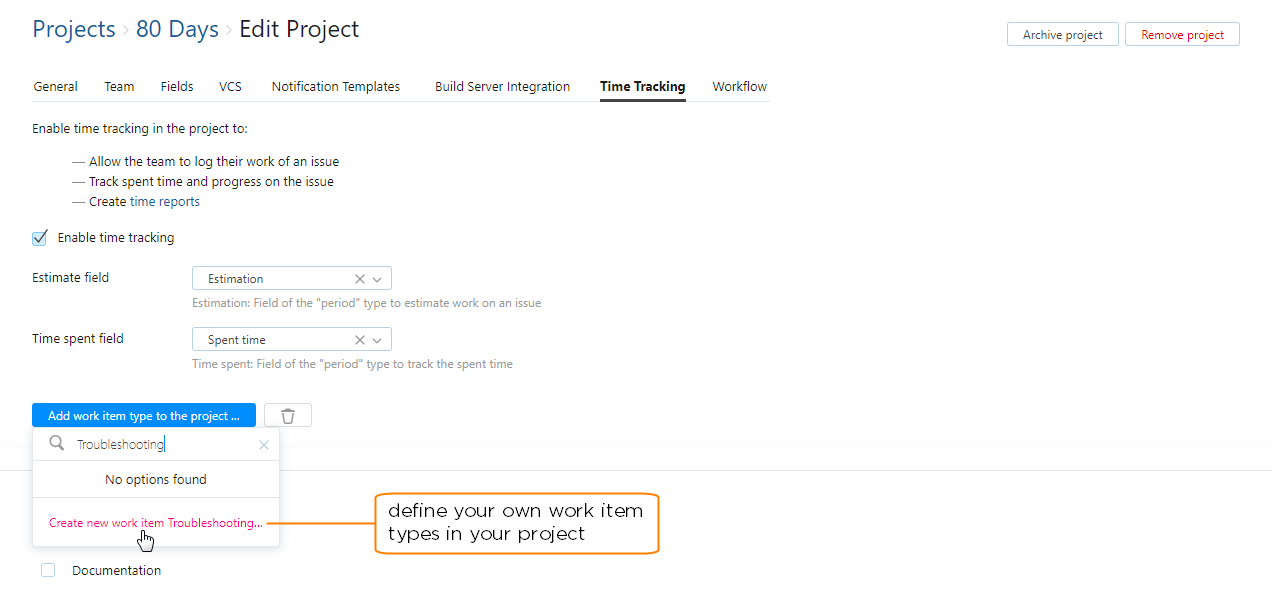 Projects › 80 Days › Edit Project
Archive project
Remove project
General Team Fields VCS Notification Templates Build Server Integration Time Tracking Workflow
Enable time tracking in the project to:
— Allow the team to log their work of an issue
— Track spent time and progress on the issue
— Create time reports
Enable time tracking
Estimate field
Estimation
Estimation: Field of the "period" type to estimate work on an issue
Time spent field
Spent time
Time spent: Field of the "period" type to track the spent time
Add work item type to the project ...
Troubleshooting
No options found
Create new work item Troubleshooting...
define your own work item
types in your project
Documentation